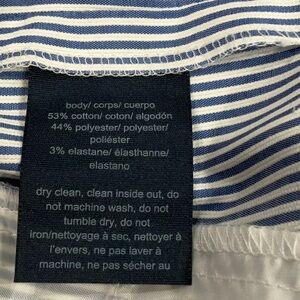 body/ corps/ cuerpo
53% cotton/ coton/ algodón
44% polyester/ polyester/
poliéster
3% elastane/ élasthanne/
elastano
dry clean, clean inside out, do
not machine wash, do not
tumble dry, do not
iron/nettoyage à sec, nettoyer à
l'envers, ne pas laver à
machine, ne pas sécher au